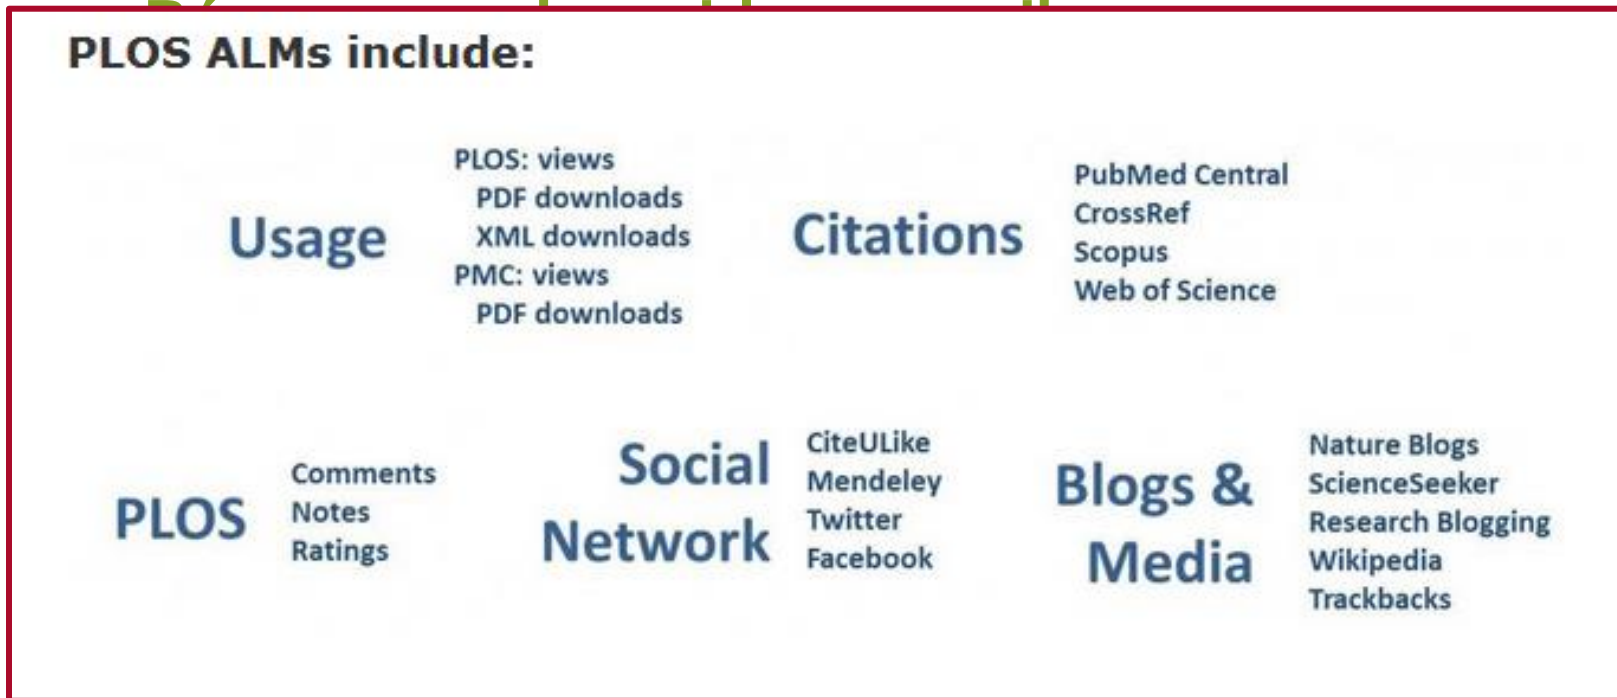 PLOS ALMs include:
Usage
PLOS: views
PDF downloads
XML downloads
PMC: views
PDF downloads
Citations
PubMed Central
CrossRef
Scopus
Web of Science
PLOS
Comments
Notes
Ratings
Social
Network
CiteULike
Mendeley
Twitter
Facebook
Blogs &
Media
Nature Blogs
ScienceSeeker
Research Blogging
Wikipedia
Trackbacks